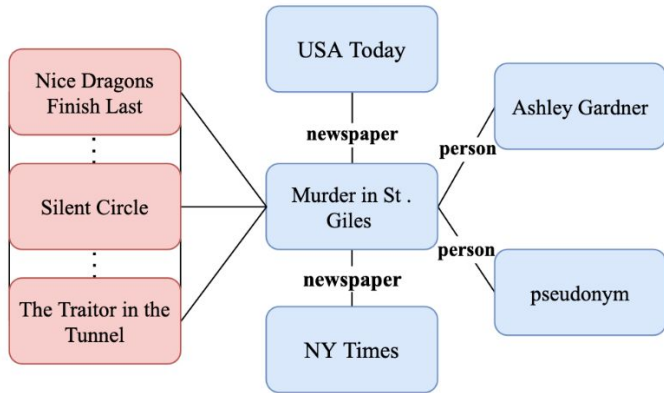 Nice Dragons
Finish Last
Silent Circle
The Traitor in the
Tunnel
USA Today
newspaper
Murder in St .
Giles
newspaper
NY Times
person
Ashley Gardner
person
pseudonym